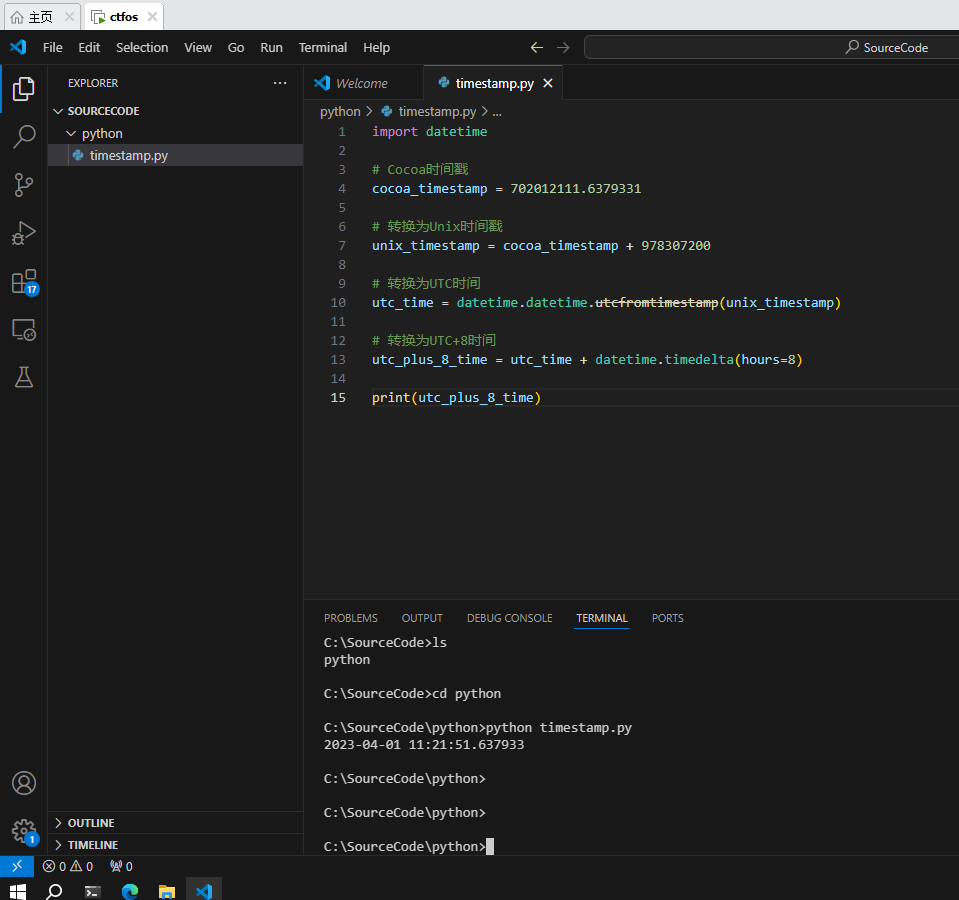 主页 ctfos
File Edit Selection View Go Run Terminal Help SourceCode
EXPLORER
SOURCECODE
python
timestamp.py
Welcome timestamp.py
python > timestamp.py > ...
1 import datetime
2
3 # Cocoa时间戳
4 cocoa_timestamp = 702012111.6379331
5
6 # 转换为Unix时间戳
7 unix_timestamp = cocoa_timestamp + 978307200
8
9 # 转换为UTC时间
10 utc_time = datetime.datetime.utcfromtimestamp(unix_timestamp)
11
12 # 转换为UTC+8时间
13 utc_plus_8_time = utc_time + datetime.timedelta(hours=8)
14
15 print(utc_plus_8_time)
17
PROBLEMS OUTPUT DEBUG CONSOLE TERMINAL PORTS
C:\SourceCode>ls
python
C:\SourceCode>cd python
C:\SourceCode\python>python timestamp.py
2023-04-01 11:21:51.637933
C:\SourceCode\python>
C:\SourceCode\python>
C:\SourceCode\python>
OUTLINE
TIMELINE
1
0 0 0